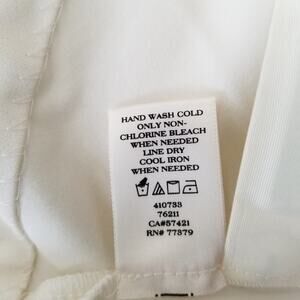 HAND WASH COLD
ONLY NON-
CHLORINE BLEACH
WHEN NEEDED
LINE DRY
COOL IRON
WHEN NEEDED
410733
76211
CA#57421
RN# 77379